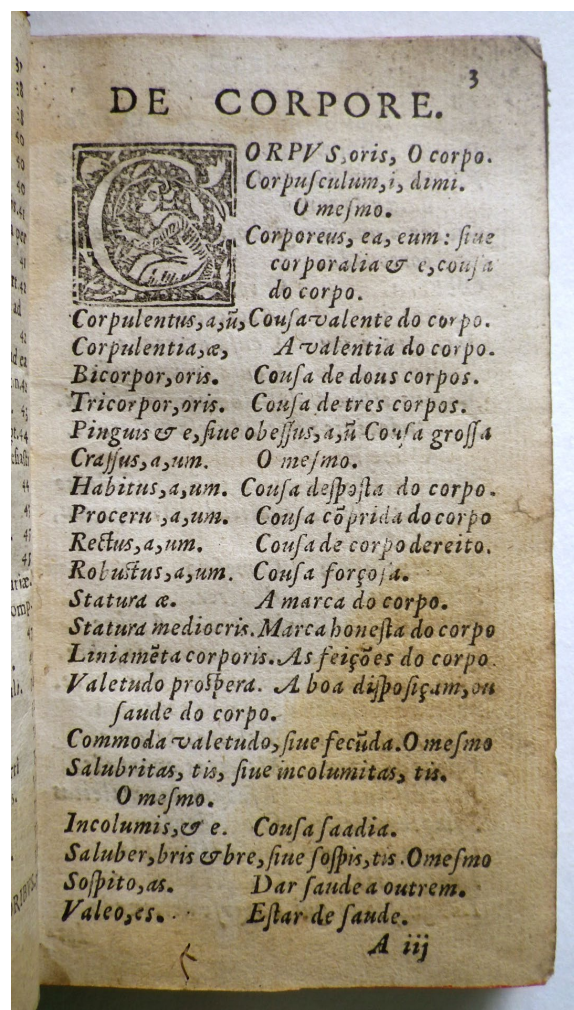 3
DE CORPORE.
CORPVS, oris, O corpo.
Corpuſculum, i, dimi.
O meſmo.
Corporeus, ea, eum: ſiue
corporalia & e, couſa
do corpo.
Corpulentus, a, ũ, Couſa valente do corpo.
Corpulentia, æ, A valentia do corpo.
Bicorpor, oris. Couſa de dous corpos.
Tricorpor, oris. Couſa de tres corpos.
Pinguis & e, ſiue obeſſus, a, ũ Couſa groſſa
Craſſus, a, um. O meſmo.
Habitus, a, um. Couſa deſpoſta do corpo.
Proceru , a, um. Couſa cõprida do corpo
Rectus, a, um. Couſa de corpo dereito.
Robuſtus, a, um. Couſa forçoſa.
Statura æ. A marca do corpo.
Statura mediocris. Marca honeſta do corpo
Liniamẽta corporis. As feições do corpo.
Valetudo proſpera. A boa diſpoſiçam, ou
ſaude do corpo.
Commoda valetudo, ſiue fecũda. O meſmo
Salubritas, tis, ſiue incolumitas, tis.
O meſmo.
Incolumis, & e. Couſa ſaadia.
Saluber, bris & bre, ſiue ſoſpis, tis. O meſmo
Soſpito, as. Dar ſaude a outrem.
Valeo, es. Eſtar de ſaude.
A iij